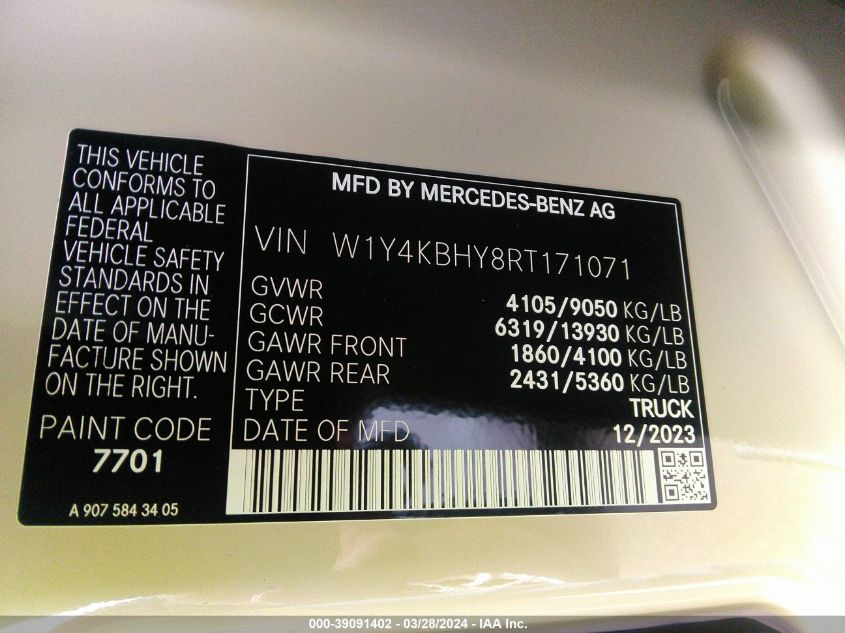 THIS VEHICLE
CONFORMS TO
ALL APPLICABLE
FEDERAL
VEHICLE SAFETY
STANDARDS IN
EFFECT ON THE
DATE OF MANU-
FACTURE SHOWN
ON THE RIGHT.
PAINT CODE
7701
A 907 584 34 05
MFD BY MERCEDES-BENZ AG
VIN W1Y4KBHY8RT171071
GVWR 4105/9050 KG/LB
GCWR 6319/13930 KG/LB
GAWR FRONT 1860/4100 KG/LB
GAWR REAR 2431/5360 KG/LB
TYPE TRUCK
DATE OF MFD 12/2023
000-39091402 - 03/28/2024 - IAA Inc.